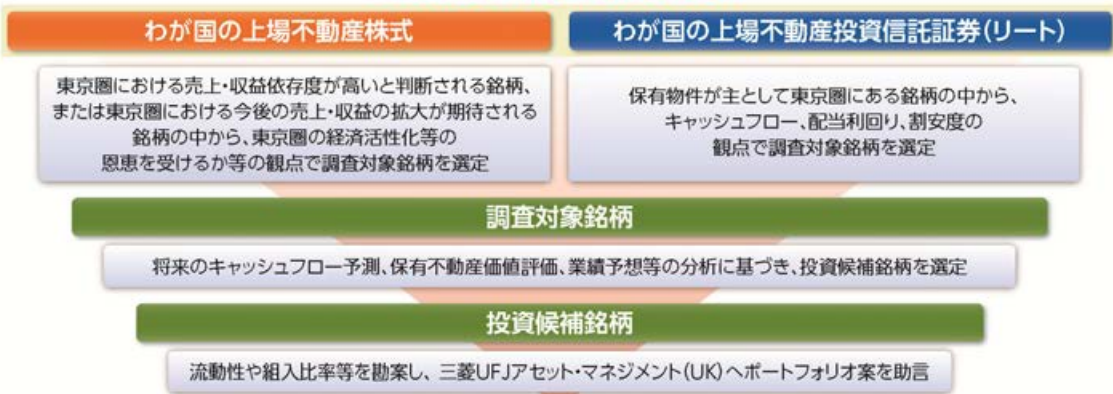 わが国の上場不動産株式
わが国の上場不動産投資信託証券(リート)
東京圏における売上・収益依存度が高いと判断される銘柄、
または東京圏における今後の売上・収益の拡大が期待される
銘柄の中から、東京圏の経済活性化等の
恩恵を受けるか等の観点で調査対象銘柄を選定
保有物件が主として東京圏にある銘柄の中から、
キャッシュフロー、配当利回り、割安度の
観点で調査対象銘柄を選定
調査対象銘柄
将来のキャッシュフロー予測、保有不動産価値評価、業績予想等の分析に基づき、投資候補銘柄を選定
投資候補銘柄
流動性や組入比率等を勘案し、三菱UFJアセット・マネジメント(UK)へポートフォリオ案を助言